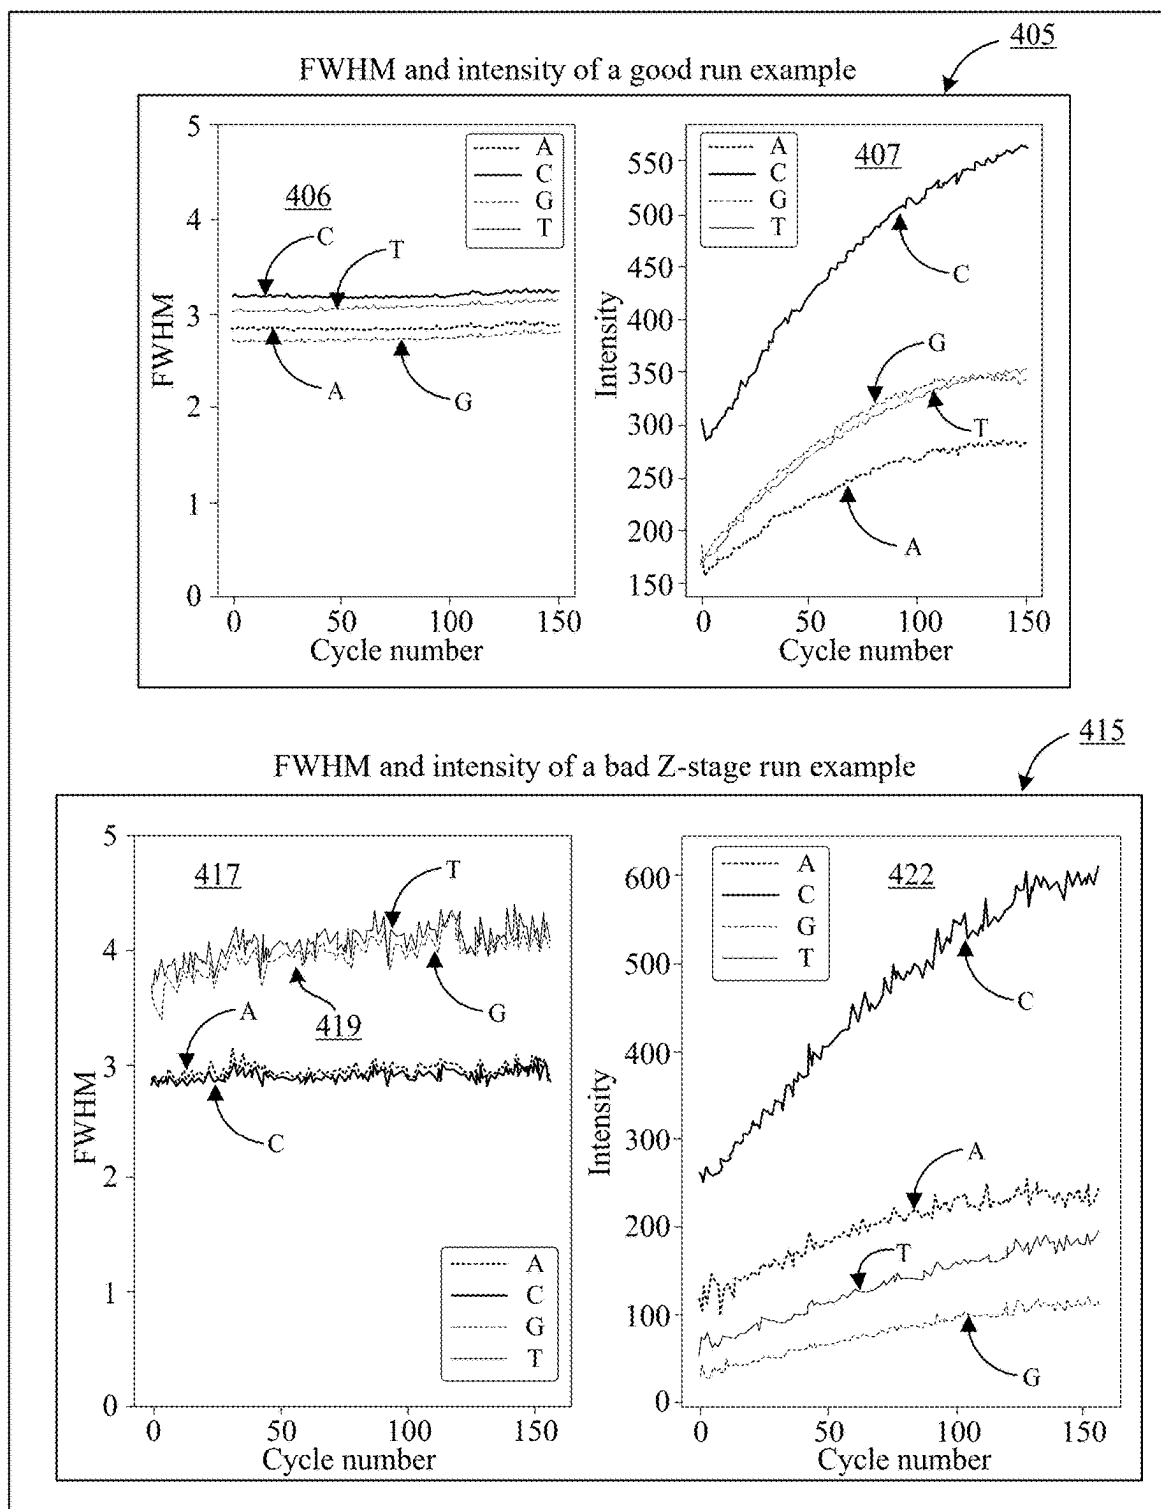 405
FWHM and intensity of a good run example
5
4
3
2
1
0
FWHM
406
A
C
G
T
C
T
A
G
0
50
100
150
Cycle number
550
500
450
400
350
300
250
200
150
Intensity
A
C
G
T
407
C
G
T
A
0
50
100
150
Cycle number
415
FWHM and intensity of a bad Z-stage run example
5
4
3
2
1
0
FWHM
417
T
419
G
A
C
A
C
G
T
0
50
100
150
Cycle number
600
500
400
300
200
100
0
Intensity
A
C
G
T
422
C
A
T
G
0
50
100
150
Cycle number